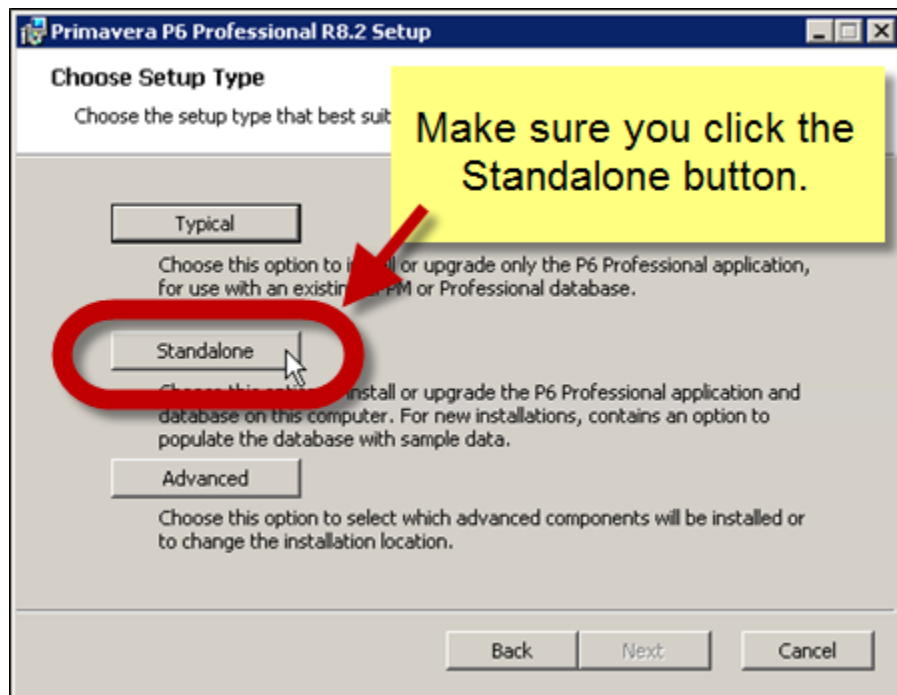 Primavera P6 Professional R8.2 Setup
Choose Setup Type
Choose the setup type that best suit
Make sure you click the
Standalone button.
Typical
Choose this option to or upgrade only the P6 Professional application,
for use with an existing PM or Professional database.
Standalone
Choose this option install or upgrade the P6 Professional application and
database on this computer. For new installations, contains an option to
populate the database with sample data.
Advanced
Choose this option to select which advanced components will be installed or
to change the installation location.
Back
Next
Cancel